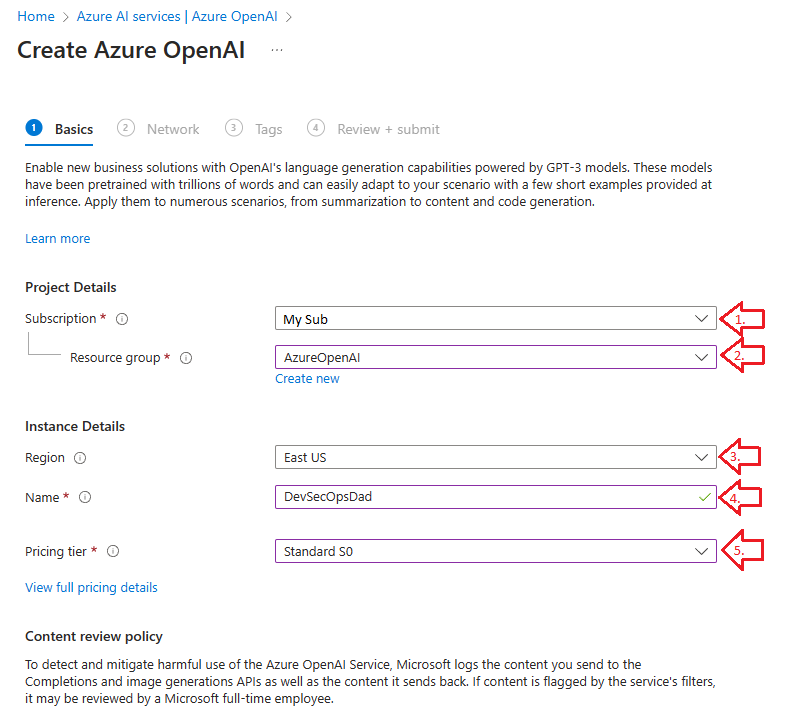 Home > Azure AI services | Azure OpenAI >
Create Azure OpenAI ...
1 Basics 2 Network 3 Tags 4 Review + submit
Enable new business solutions with OpenAI's language generation capabilities powered by GPT-3 models. These models
have been pretrained with trillions of words and can easily adapt to your scenario with a few short examples provided at
inference. Apply them to numerous scenarios, from summarization to content and code generation.
Learn more
Project Details
Subscription * My Sub 1.
Resource group * AzureOpenAI 2.
Create new
Instance Details
Region East US 3.
Name * DevSecOpsDad 4.
Pricing tier * Standard S0 5.
View full pricing details
Content review policy
To detect and mitigate harmful use of the Azure OpenAI Service, Microsoft logs the content you send to the
Completions and image generations APIs as well as the content it sends back. If content is flagged by the service's filters,
it may be reviewed by a Microsoft full-time employee.